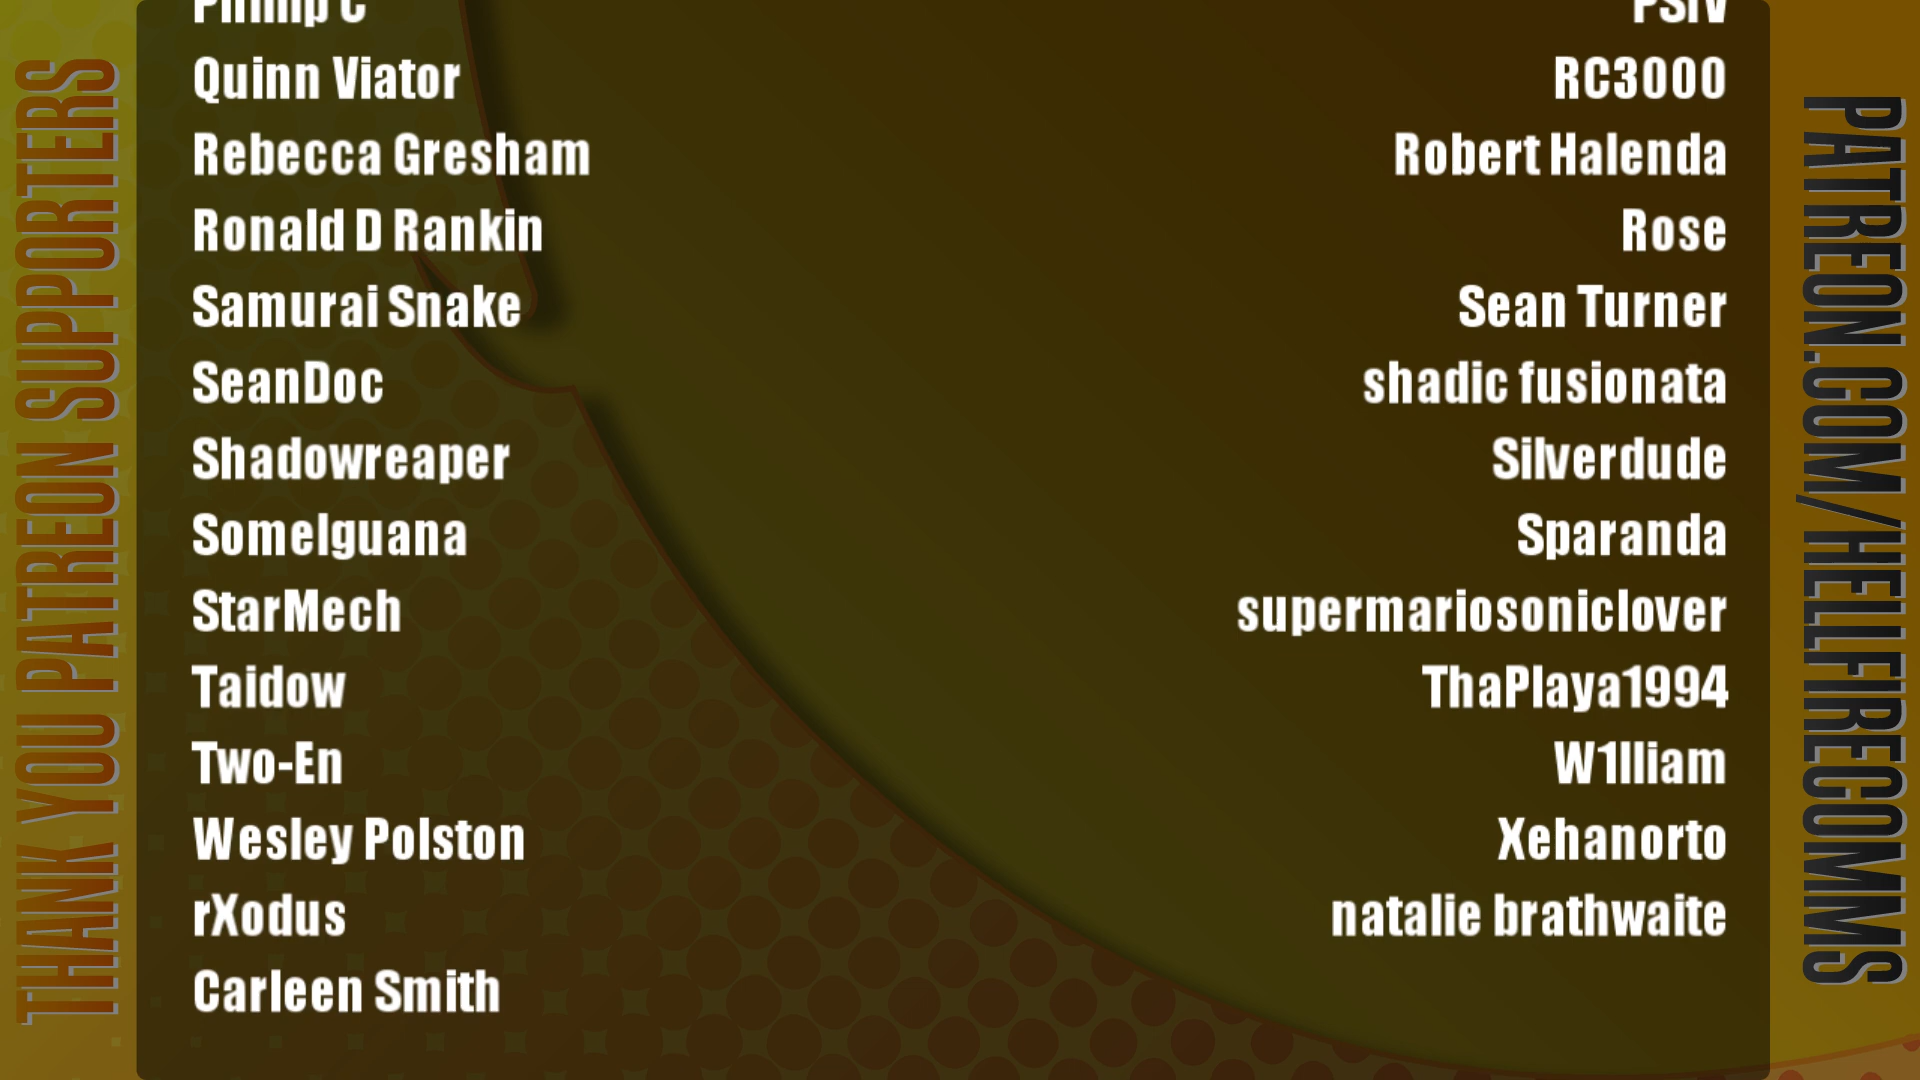 THANK YOU PATREON SUPPORTERS
Phillip C
PSIV
Quinn Viator
RC3000
Rebecca Gresham
Robert Halenda
Ronald D Rankin
Rose
Samurai Snake
Sean Turner
SeanDoc
shadic fusionata
Shadowreaper
Silverdude
SomeIguana
Sparanda
StarMech
supermariosoniclover
Taidow
ThaPlaya1994
Two-En
W1lliam
Wesley Polston
Xehanorto
rXodus
natalie brathwaite
Carleen Smith
PATREON.COM/HELLFIRECOMMS